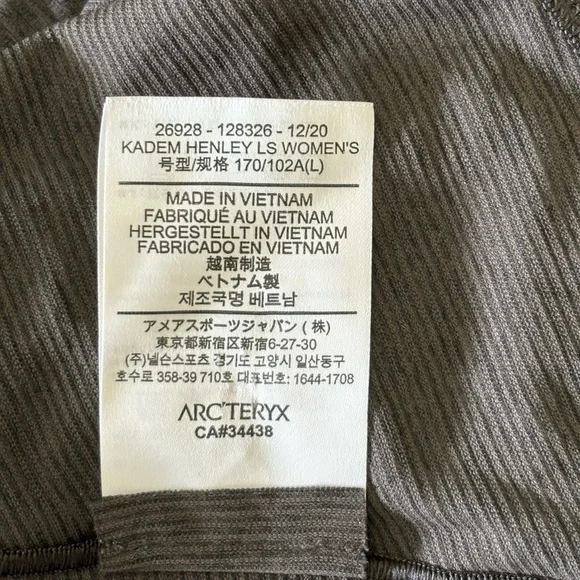 26928 - 128326 - 12/20
KADEM HENLEY LS WOMEN'S
号型/规格 170/102A(L)
MADE IN VIETNAM
FABRIQUÉ AU VIETNAM
HERGESTELLT IN VIETNAM
FABRICADO EN VIETNAM
越南制造
ベトナム製
제조국명 베트남
アメアスポーツジャパン (株)
東京都新宿区新宿6-27-30
(주)넬슨스포츠 경기도 고양시 일산동구
호수로 358-39 710호 대표번호: 1644-1708
ARC'TERYX
CA#34438